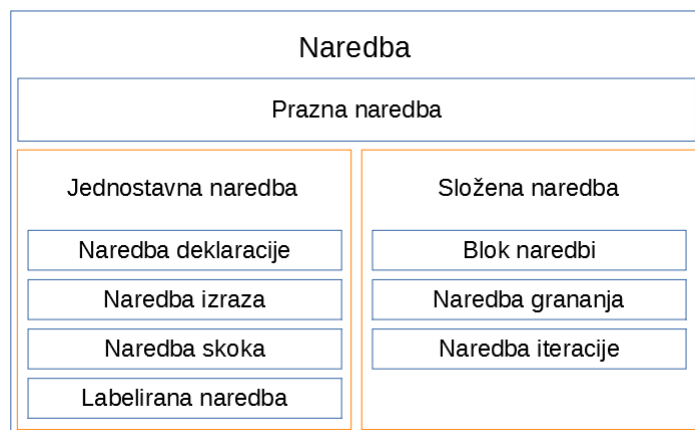 Naredba
Prazna naredba
Jednostavna naredba
Naredba deklaracije
Naredba izraza
Naredba skoka
Labelirana naredba
Složena naredba
Blok naredbi
Naredba grananja
Naredba iteracije